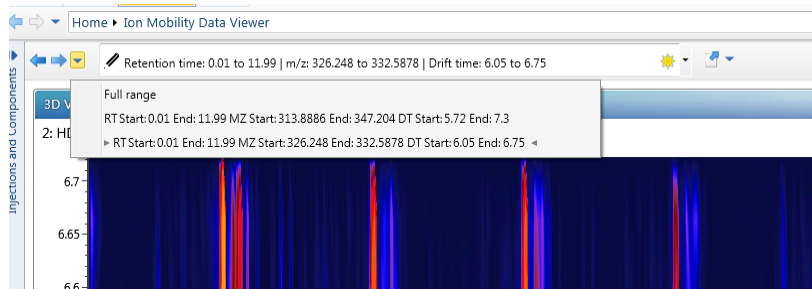 Home ▸ Ion Mobility Data Viewer
Retention time: 0.01 to 11.99 | m/z: 326.248 to 332.5878 | Drift time: 6.05 to 6.75
Full range
RT Start: 0.01 End: 11.99 MZ Start: 313.8886 End: 347.204 DT Start: 5.72 End: 7.3
▸ RT Start: 0.01 End: 11.99 MZ Start: 326.248 End: 332.5878 DT Start: 6.05 End: 6.75 ◂
Injections and Components
3D V
2: HD
6.7
6.65
6.6